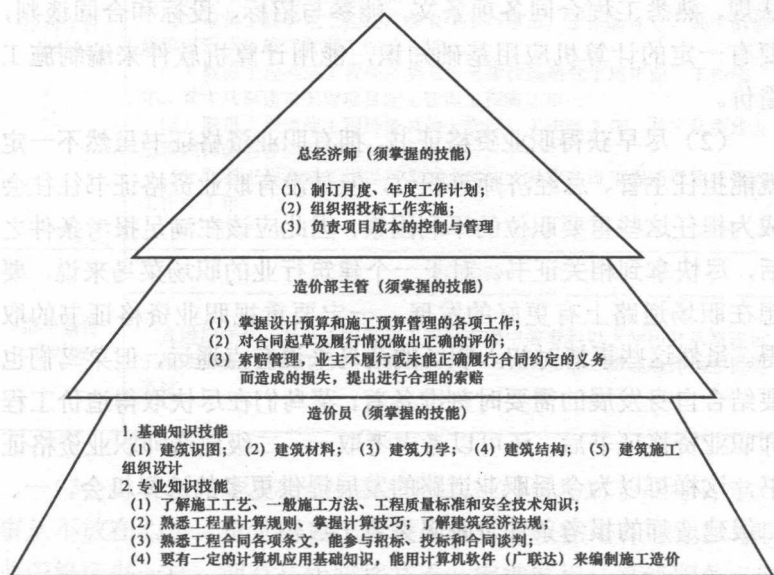 总经济师（须掌握的技能）
（1）制订月度、年度工作计划；
（2）组织招投标工作实施；
（3）负责项目成本的控制与管理
造价部主管（须掌握的技能）
（1）掌握设计预算和施工预算管理的各项工作；
（2）对合同起草及履行情况做出正确的评价；
（3）索赔管理，业主不履行或未能正确履行合同约定的义务
而造成的损失，提出进行合理的索赔
造价员（须掌握的技能）
1. 基础知识技能
（1）建筑识图；（2）建筑材料；（3）建筑力学；（4）建筑结构；（5）建筑施工
组织设计
2. 专业知识技能
（1）了解施工工艺、一般施工方法、工程质量标准和安全技术知识；
（2）熟悉工程量计算规则、掌握计算技巧；了解建筑经济法规；
（3）熟悉工程合同各项条文，能参与招标、投标和合同谈判；
（4）要有一定的计算机应用基础知识，能用计算机软件（广联达）来编制施工造价